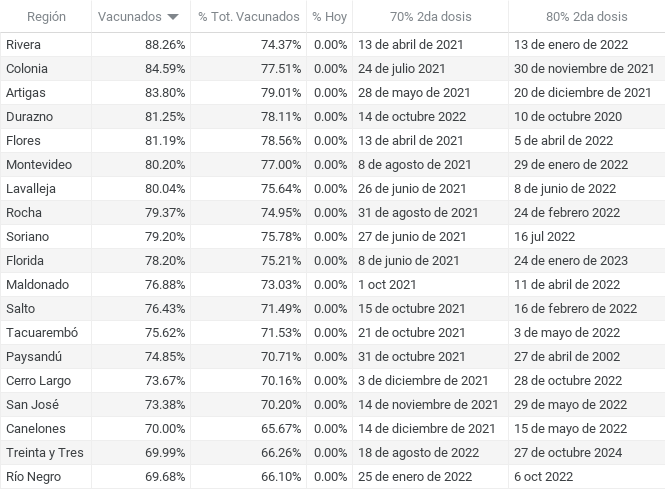 Región Vacunados % Tot. Vacunados % Hoy 70% 2da dosis 80% 2da dosis
Rivera 88.26% 74.37% 0.00% 13 de abril de 2021 13 de enero de 2022
Colonia 84.59% 77.51% 0.00% 24 de julio 2021 30 de noviembre de 2021
Artigas 83.80% 79.01% 0.00% 28 de mayo de 2021 20 de diciembre de 2021
Durazno 81.25% 78.11% 0.00% 14 de octubre 2022 10 de octubre 2020
Flores 81.19% 78.56% 0.00% 13 de abril de 2021 5 de abril de 2022
Montevideo 80.20% 77.00% 0.00% 8 de agosto de 2021 29 de enero de 2022
Lavalleja 80.04% 75.64% 0.00% 26 de junio de 2021 8 de junio de 2022
Rocha 79.37% 74.95% 0.00% 31 de agosto de 2021 24 de febrero 2022
Soriano 79.20% 75.78% 0.00% 27 de junio de 2021 16 jul 2022
Florida 78.20% 75.21% 0.00% 8 de junio de 2021 24 de enero de 2023
Maldonado 76.88% 73.03% 0.00% 1 oct 2021 11 de abril de 2022
Salto 76.43% 71.49% 0.00% 15 de octubre 2021 16 de febrero de 2022
Tacuarembó 75.62% 71.53% 0.00% 21 de octubre 2021 3 de mayo de 2022
Paysandú 74.85% 70.71% 0.00% 31 de octubre 2021 27 de abril de 2002
Cerro Largo 73.67% 70.16% 0.00% 3 de diciembre de 2021 28 de octubre 2022
San José 73.38% 70.20% 0.00% 14 de noviembre de 2021 29 de mayo de 2022
Canelones 70.00% 65.67% 0.00% 14 de diciembre de 2021 15 de mayo de 2022
Treinta y Tres 69.99% 66.26% 0.00% 18 de agosto de 2022 27 de octubre 2024
Río Negro 69.68% 66.10% 0.00% 25 de enero de 2022 6 oct 2022